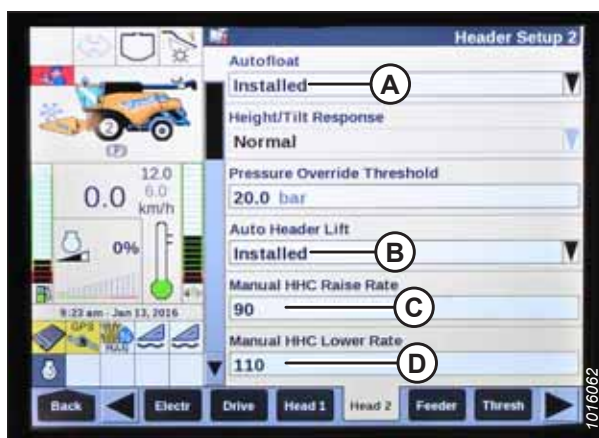 Header Setup 2
Autofloat
Installed
A
Height/Tilt Response
Normal
Pressure Override Threshold
20.0 bar
Auto Header Lift
Installed
B
Manual HHC Raise Rate
90
C
Manual HHC Lower Rate
110
D
2
(P)
12.0
0.0
6.0
km/h
0%
9:23 am Jan 13, 2016
GPS
MAN
Back
Electr
Drive
Head 1
Head 2
Feeder
Thresh
1016062